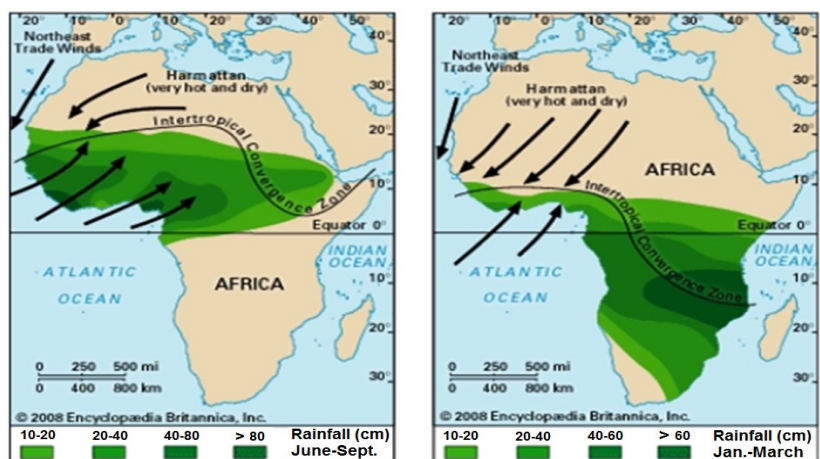 20° 10° 0° 10° 20° 30° 40° 50°
40°
Northeast
Trade Winds
30°
Harmattan
(very hot and dry)
20°
Intertropical Convergence Zone
10°
Equator 0°
INDIAN
OCEAN
ATLANTIC
OCEAN
AFRICA
10°
20°
0 250 500 mi
0 400 800 km
30°
© 2008 Encyclopædia Britannica, Inc.
10-20 20-40 40-80 > 80 Rainfall (cm)
June-Sept.
20° 10° 0° 10° 20° 30° 40° 50°
40°
Northeast
Trade Winds
30°
Harmattan
(very hot and dry)
20°
AFRICA
10°
Intertropical Convergence Zone
Equator 0°
INDIAN
OCEAN
ATLANTIC
OCEAN
10°
20°
0 250 500 mi
0 400 800 km
30°
© 2008 Encyclopædia Britannica, Inc.
10-20 20-40 40-60 > 60 Rainfall (cm)
Jan.-March